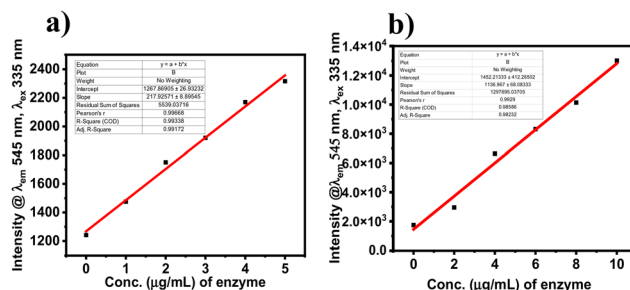 a)
Intensity @ λem 545 nm, λex 335 nm
2400
2200
2000
1800
1600
1400
1200
Equation y = a + b*x
Plot B
Weight No Weighting
Intercept 1267.86905 ± 26.93232
Slope 217.92571 ± 8.89545
Residual Sum of Squares 5539.03716
Pearson's r 0.99668
R-Square (COD) 0.99338
Adj. R-Square 0.99172
0 1 2 3 4 5
Conc. (µg/mL) of enzyme
b)
Intensity @ λem 545 nm, λex 335 nm
1.4×10⁴
1.2×10⁴
1.0×10⁴
8.0×10³
6.0×10³
4.0×10³
2.0×10³
0.0
Equation y = a + b*x
Plot B
Weight No Weighting
Intercept 1452.21333 ± 412.26502
Slope 1136.967 ± 68.08333
Residual Sum of Squares 1297898.03705
Pearson's r 0.9929
R-Square (COD) 0.98586
Adj. R-Square 0.98232
0 2 4 6 8 10
Conc. (µg/mL) of enzyme